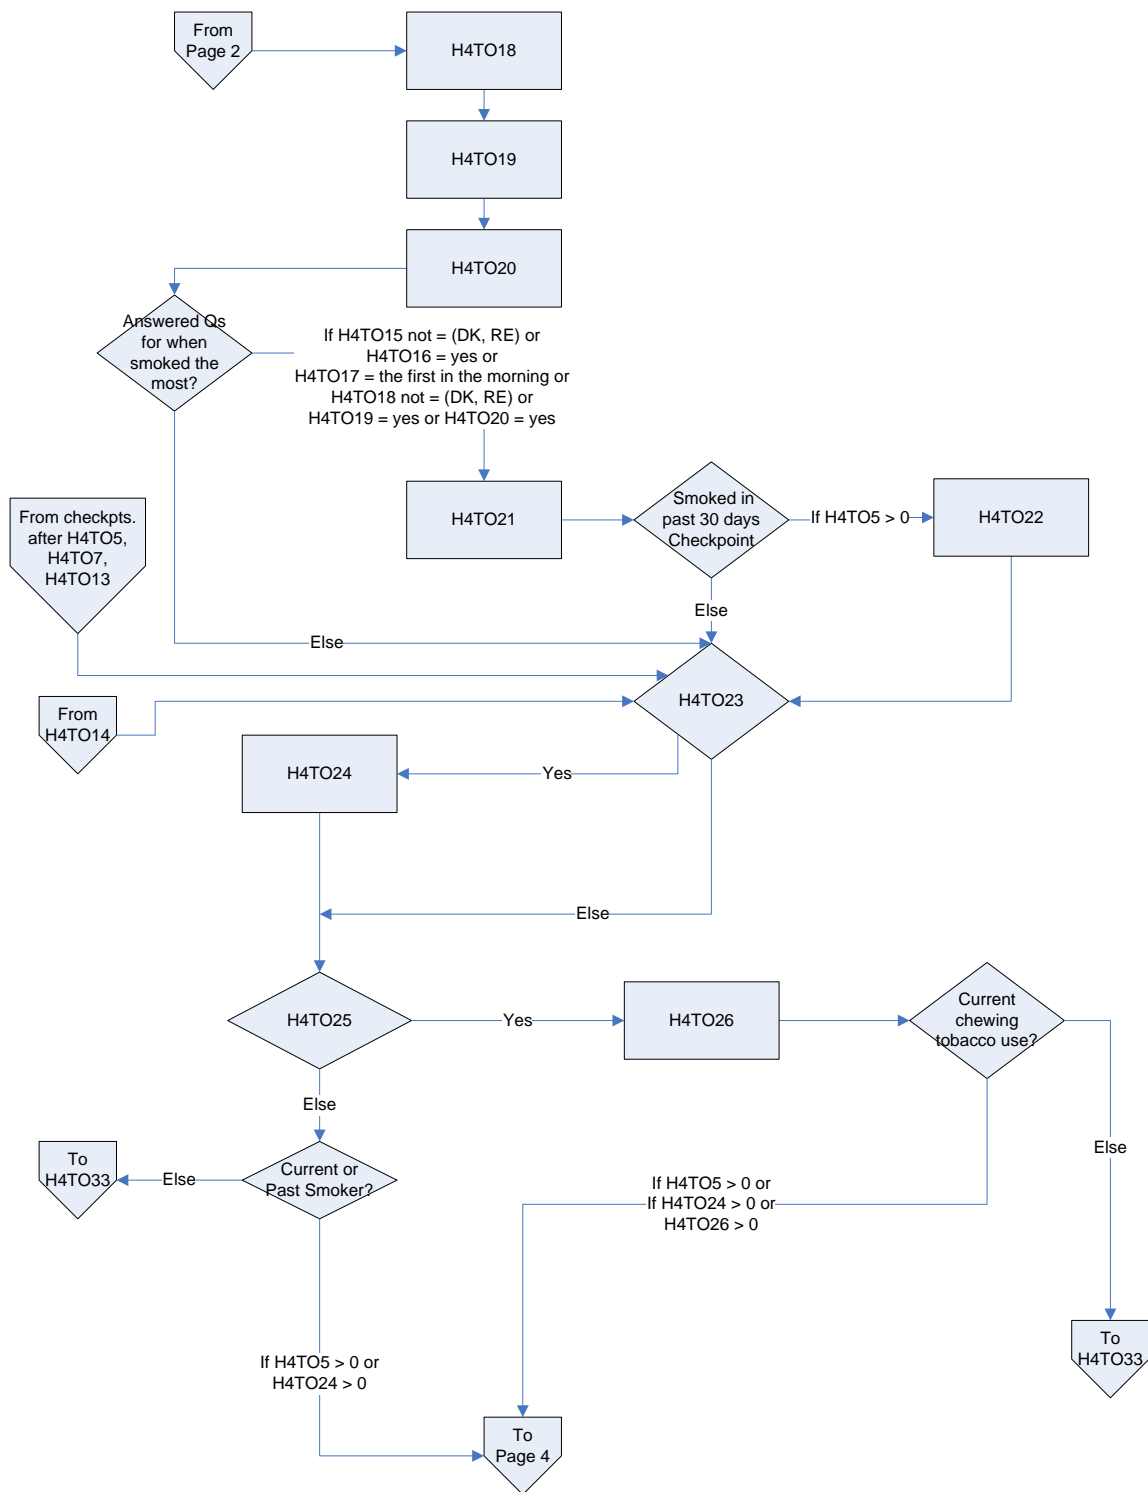 From
Page 2
H4TO18
H4TO19
H4TO20
Answered Qs
for when
smoked the
most?
If H4TO15 not = (DK, RE) or
H4TO16 = yes or
H4TO17 = the first in the morning or
H4TO18 not = (DK, RE) or
H4TO19 = yes or H4TO20 = yes
H4TO21
Smoked in
past 30 days
Checkpoint
If H4TO5 > 0
H4TO22
From checkpts.
after H4TO5,
H4TO7,
H4TO13
Else
Else
H4TO23
From
H4TO14
H4TO24
Yes
Else
H4TO25
Yes
H4TO26
Current
chewing
tobacco use?
Else
Else
To
H4TO33
Else
Current or
Past Smoker?
If H4TO5 > 0 or
If H4TO24 > 0 or
H4TO26 > 0
To
H4TO33
If H4TO5 > 0 or
H4TO24 > 0
To
Page 4